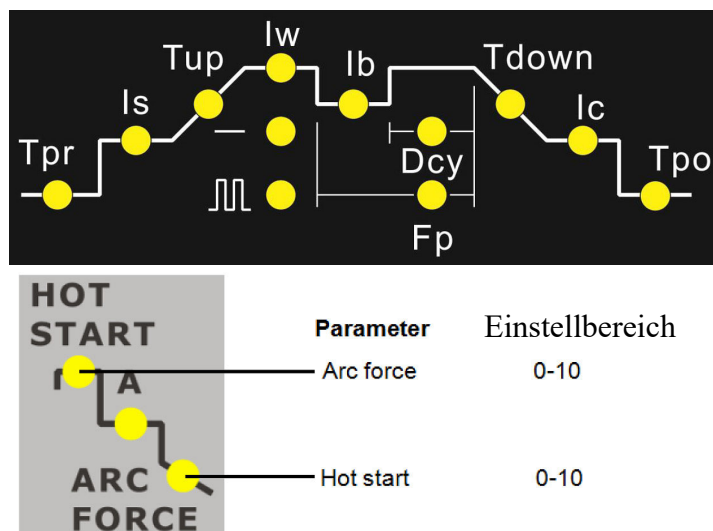 Iw
Tup
Ib
Tdown
Is
Ic
Tpr
Dcy
Tpo
Fp
HOT
START
Parameter Einstellbereich
Arc force 0-10
A
Hot start 0-10
ARC
FORCE